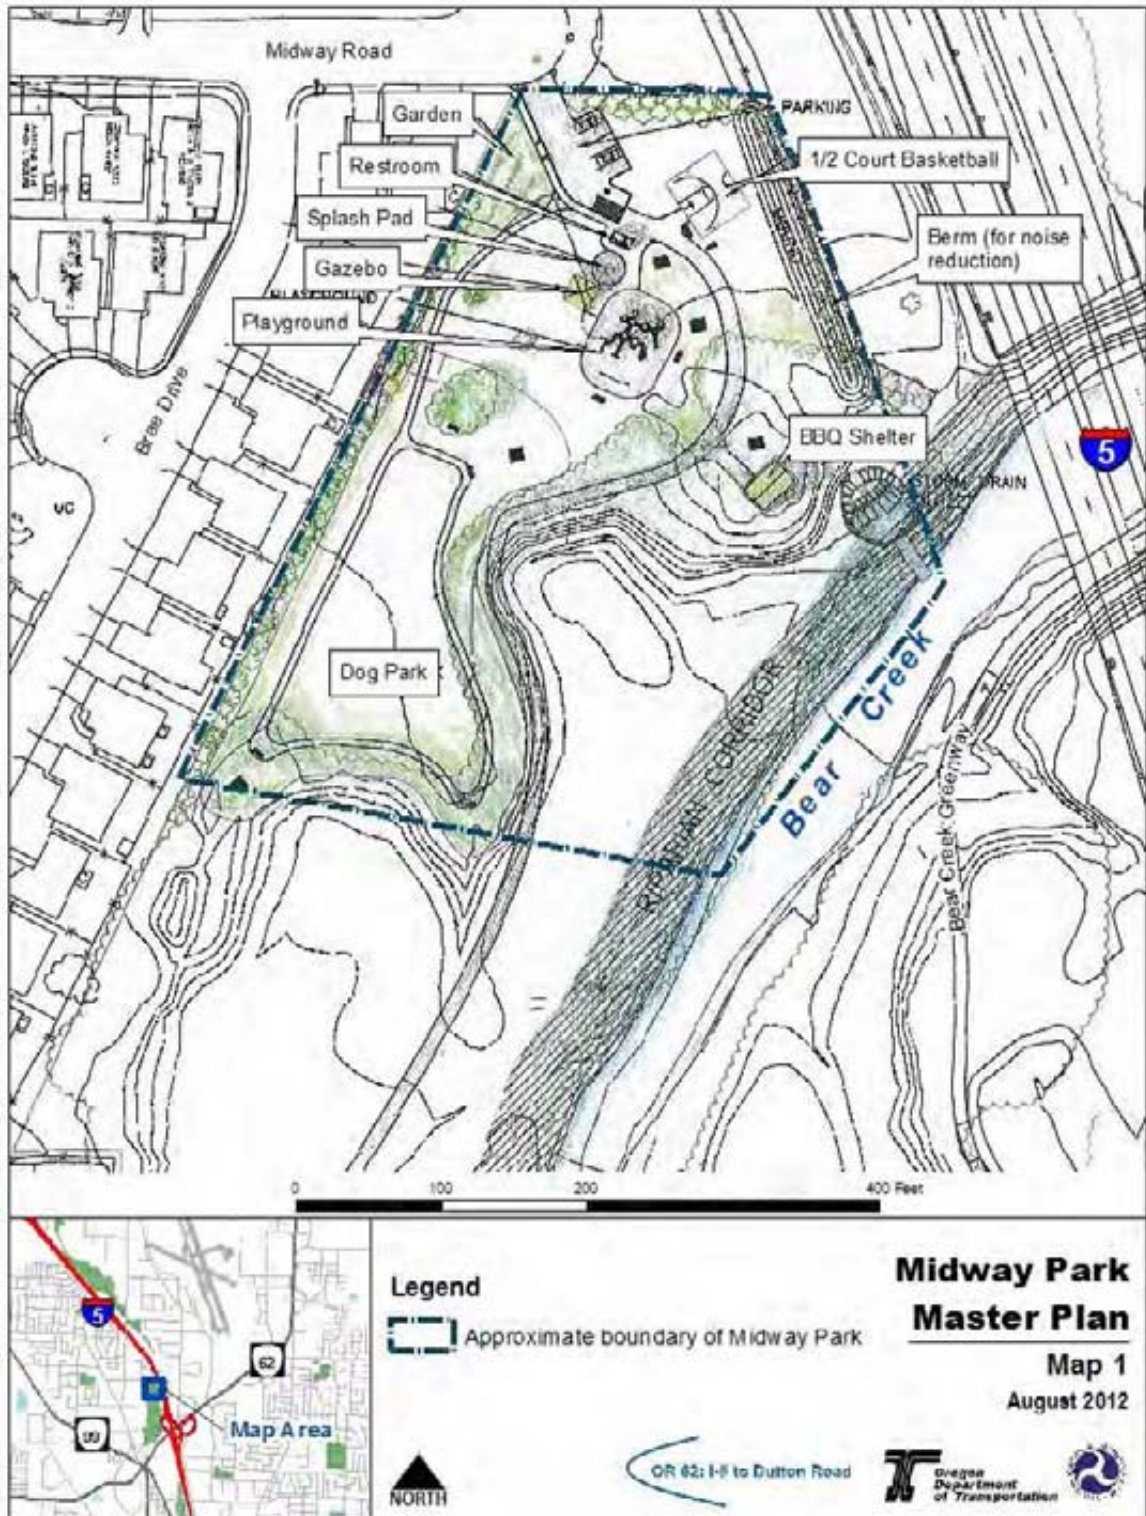 Midway Road
Garden
PARKING
Restroom
1/2 Court Basketball
Splash Pad
Berm (for noise
reduction)
Gazebo
Playground
Bree Drive
BBQ Shelter
5
UC
DRAIN
Dog Park
RIPARIAN CORRIDOR
Bear Creek
Bear Creek Greenway
0 100 200 400 Feet
5
62
99
Map Area
Legend
Approximate boundary of Midway Park
NORTH
OR 62: I-5 to Dutton Road
Midway Park
Master Plan
Map 1
August 2012
Oregon
Department
of Transportation